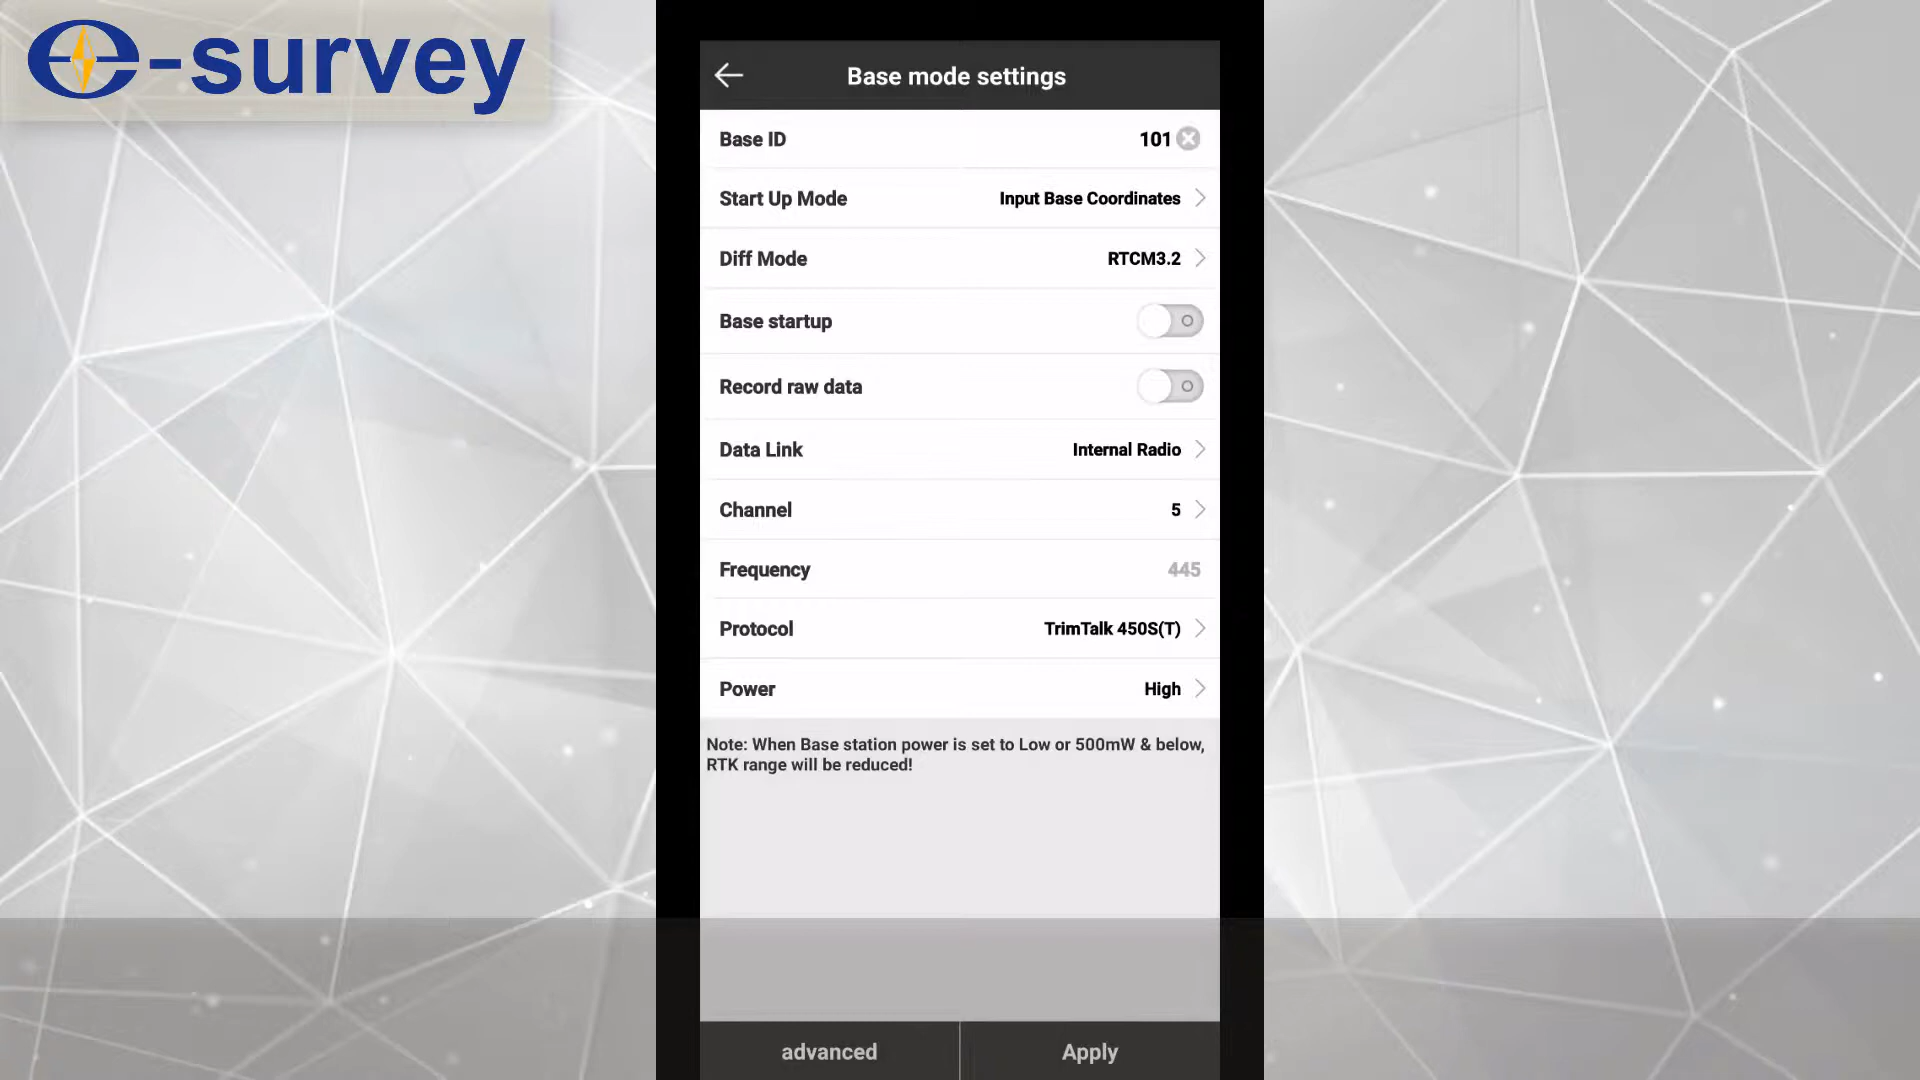 e-survey
Base mode settings
Base ID 101
Start Up Mode Input Base Coordinates
Diff Mode RTCM3.2
Base startup
Record raw data
Data Link Internal Radio
Channel 5
Frequency 445
Protocol TrimTalk 450S(T)
Power High
Note: When Base station power is set to Low or 500mW & below,
RTK range will be reduced!
advanced Apply